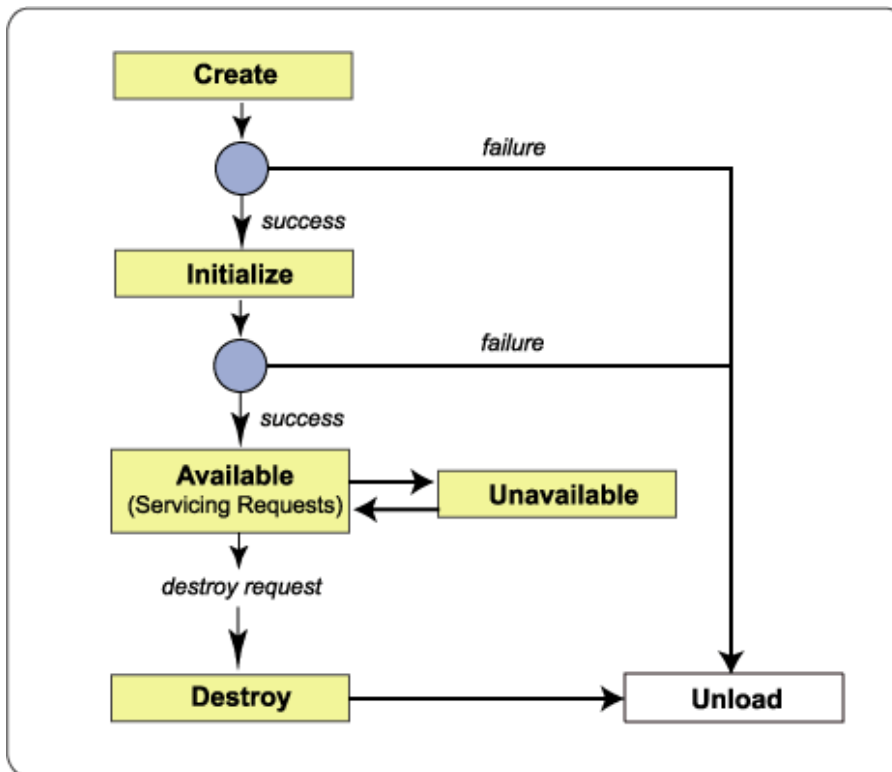 Create
failure
success
Initialize
failure
success
Available
(Servicing Requests)
Unavailable
destroy request
Destroy
Unload